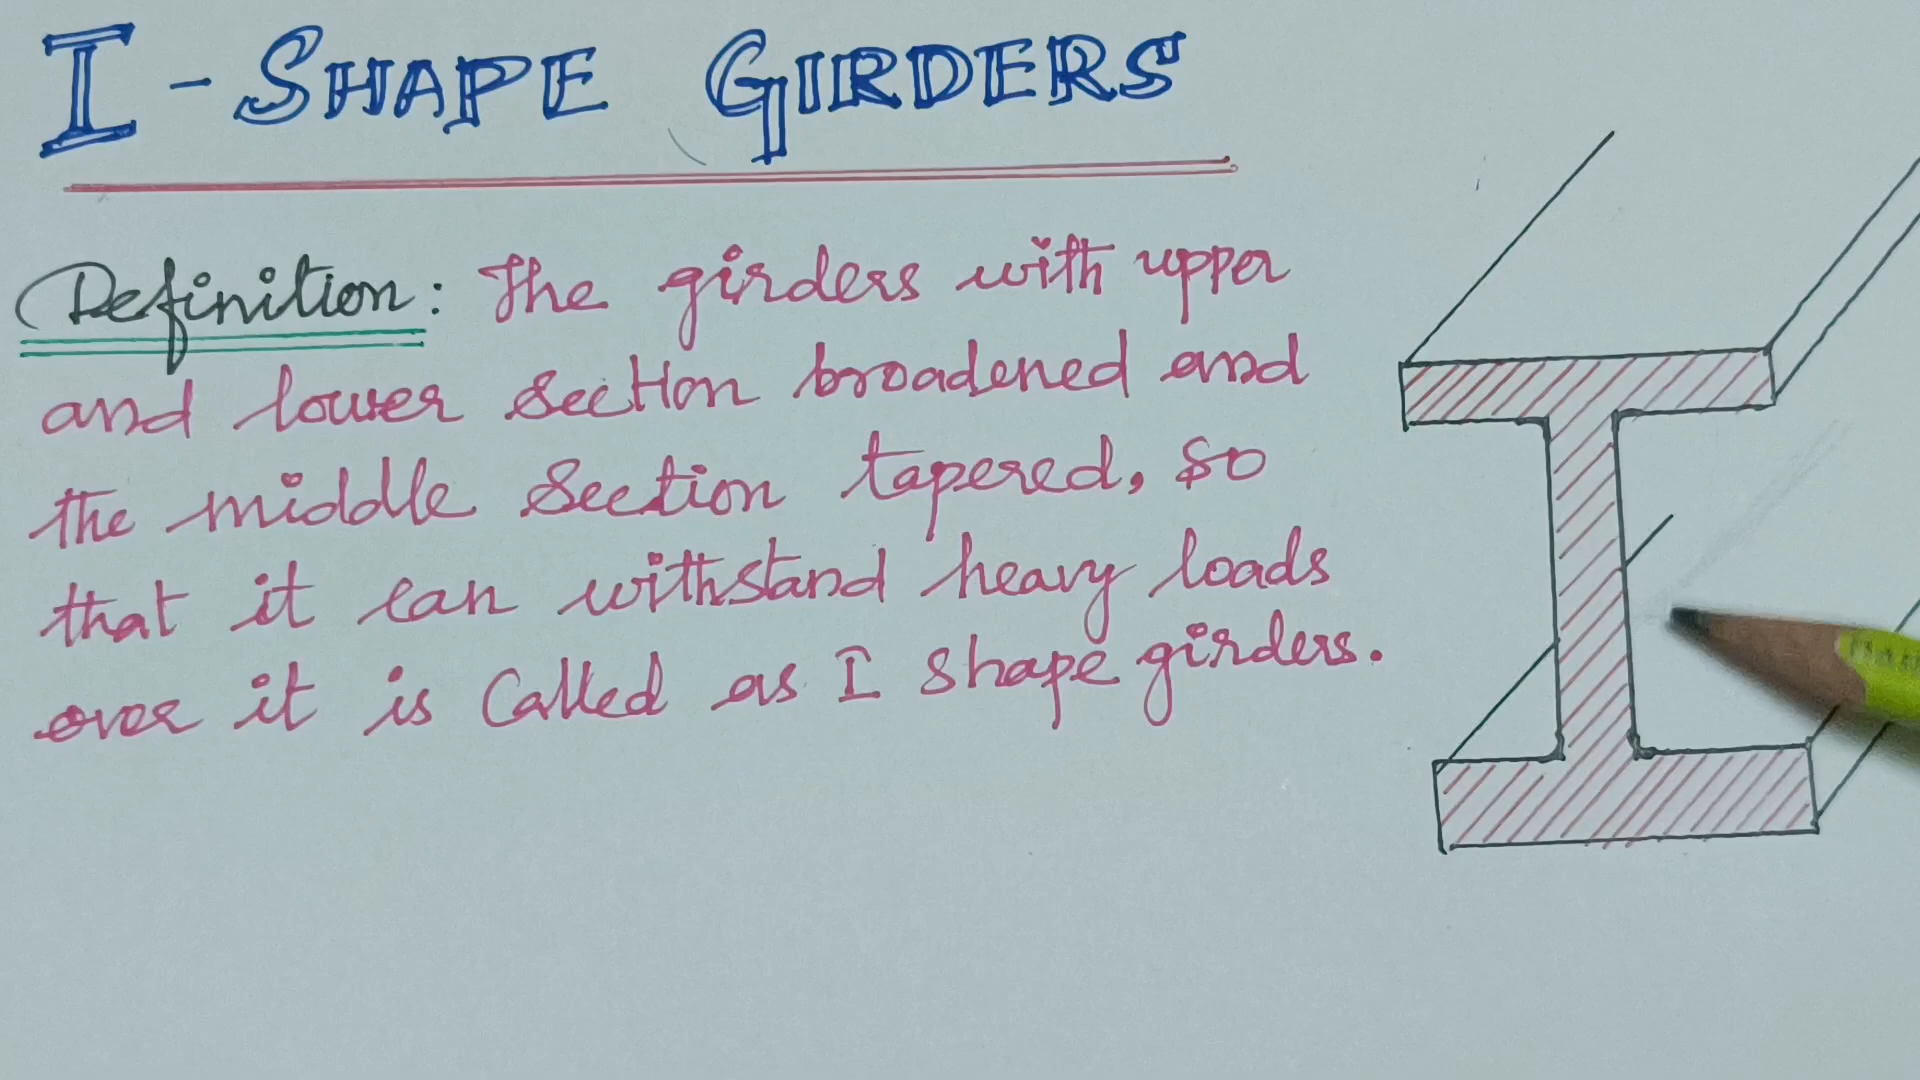 I - SHAPE GIRDERS
Definition: The girders with upper
and lower section broadened and
the middle section tapered, so
that it can withstand heavy loads
over it is called as I shape girders.